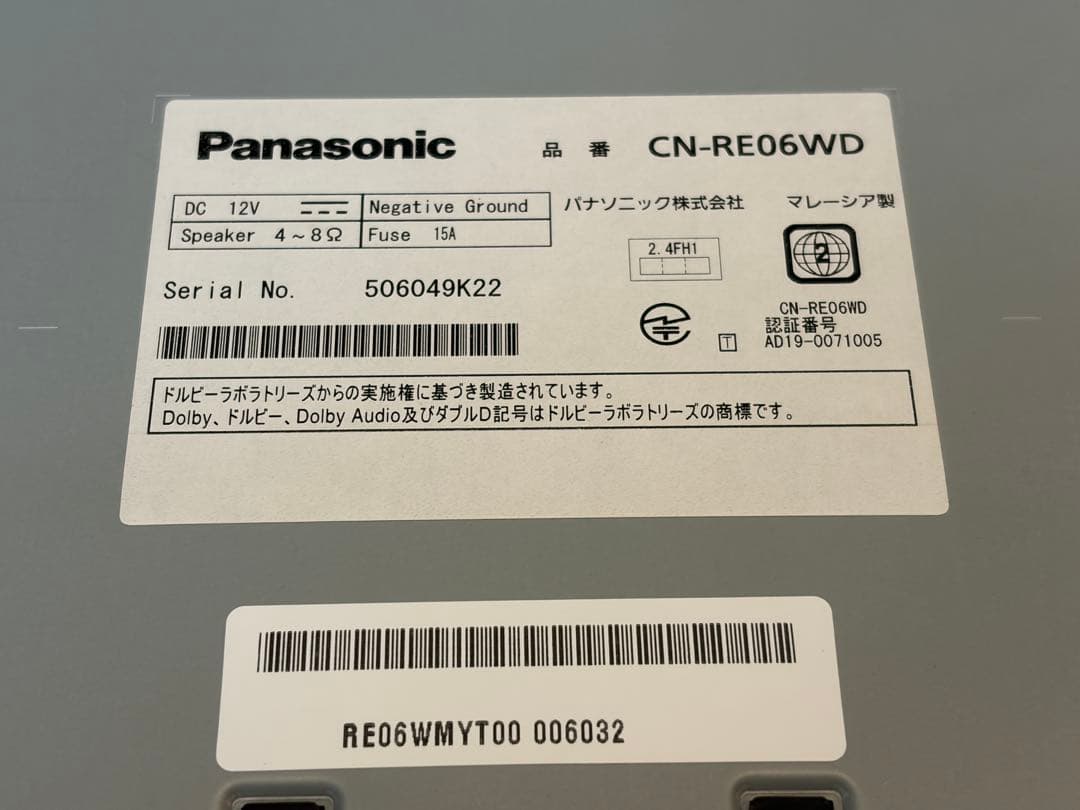 Panasonic 品番 CN-RE06WD
DC 12V Negative Ground
Speaker 4～8Ω Fuse 15A
パナソニック株式会社 マレーシア製
2.4FH1
2
Serial No. 506049K22
T
CN-RE06WD
認証番号
AD19-0071005
ドルビーラボラトリーズからの実施権に基づき製造されています。
Dolby、ドルビー、Dolby Audio及びダブルD記号はドルビーラボラトリーズの商標です。
RE06WMYT00 006032